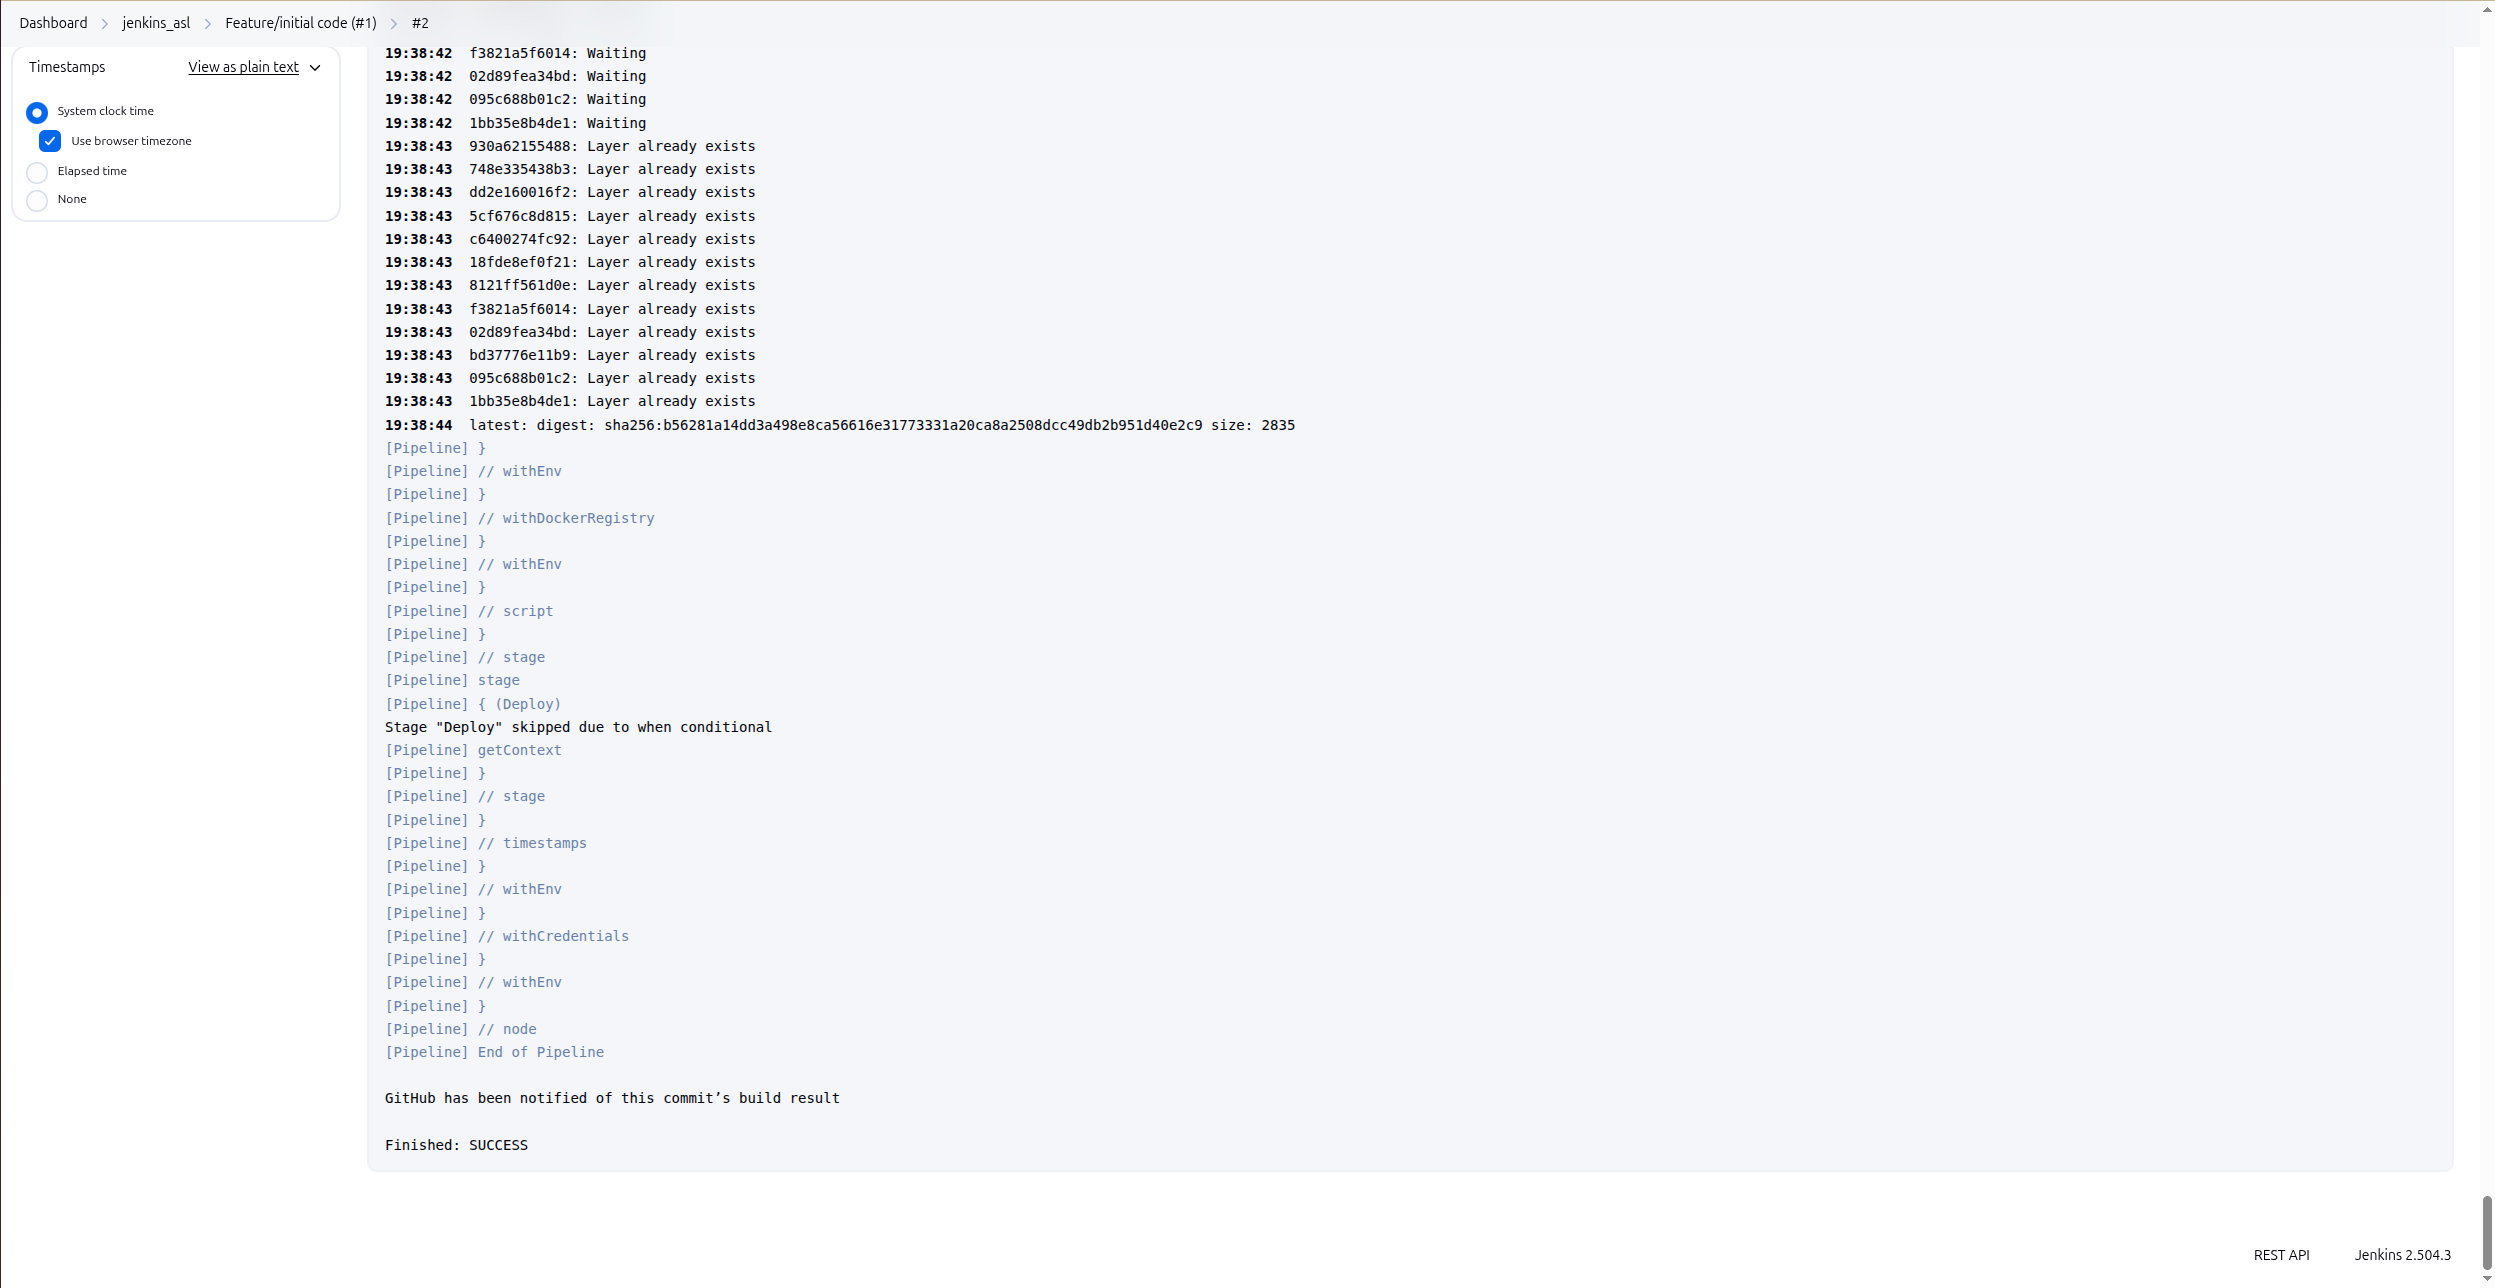 Dashboard > jenkins_asl > Feature/initial code (#1) > #2
Timestamps View as plain text
System clock time
Use browser timezone
Elapsed time
None
19:38:42 f3821a5f6014: Waiting
19:38:42 02d89fea34bd: Waiting
19:38:42 095c688b01c2: Waiting
19:38:42 1bb35e8b4de1: Waiting
19:38:43 930a62155488: Layer already exists
19:38:43 748e335438b3: Layer already exists
19:38:43 dd2e160016f2: Layer already exists
19:38:43 5cf676c8d815: Layer already exists
19:38:43 c6400274fc92: Layer already exists
19:38:43 18fde8ef0f21: Layer already exists
19:38:43 8121ff561d0e: Layer already exists
19:38:43 f3821a5f6014: Layer already exists
19:38:43 02d89fea34bd: Layer already exists
19:38:43 bd37776e11b9: Layer already exists
19:38:43 095c688b01c2: Layer already exists
19:38:43 1bb35e8b4de1: Layer already exists
19:38:44 latest: digest: sha256:b56281a14dd3a498e8ca56616e31773331a20ca8a2508dcc49db2b951d40e2c9 size: 2835
[Pipeline] }
[Pipeline] // withEnv
[Pipeline] }
[Pipeline] // withDockerRegistry
[Pipeline] }
[Pipeline] // withEnv
[Pipeline] }
[Pipeline] // script
[Pipeline] }
[Pipeline] // stage
[Pipeline] stage
[Pipeline] { (Deploy)
Stage "Deploy" skipped due to when conditional
[Pipeline] getContext
[Pipeline] }
[Pipeline] // stage
[Pipeline] }
[Pipeline] // timestamps
[Pipeline] }
[Pipeline] // withEnv
[Pipeline] }
[Pipeline] // withCredentials
[Pipeline] }
[Pipeline] // withEnv
[Pipeline] }
[Pipeline] // node
[Pipeline] End of Pipeline
GitHub has been notified of this commit’s build result
Finished: SUCCESS
REST API Jenkins 2.504.3